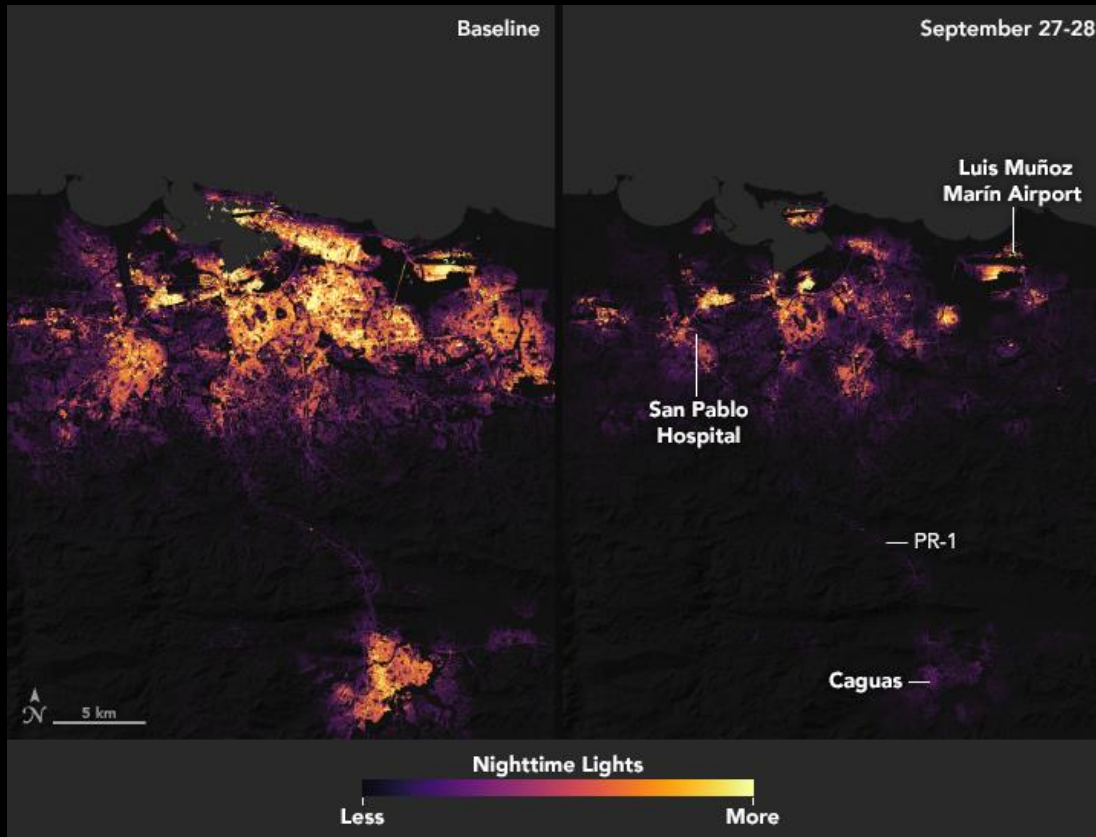 Baseline
September 27-28
Luis Muñoz
Marín Airport
San Pablo
Hospital
PR-1
Caguas
N
5 km
Nighttime Lights
Less
More